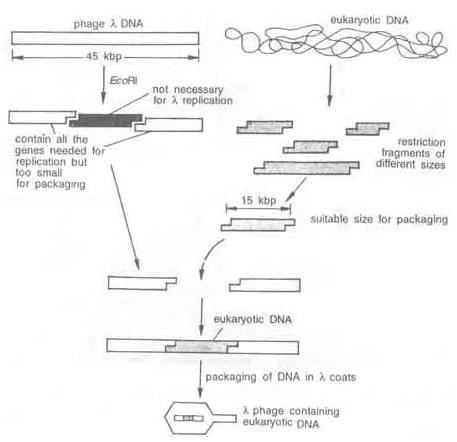 phage λ DNA
eukaryotic DNA
45 kbp
EcoRI
not necessary
for λ replication
contain all the
genes needed for
replication but
too small
for packaging
restriction
fragments of
different sizes
15 kbp
suitable size for packaging
eukaryotic DNA
packaging of DNA in λ coats
λ phage containing
eukaryotic DNA